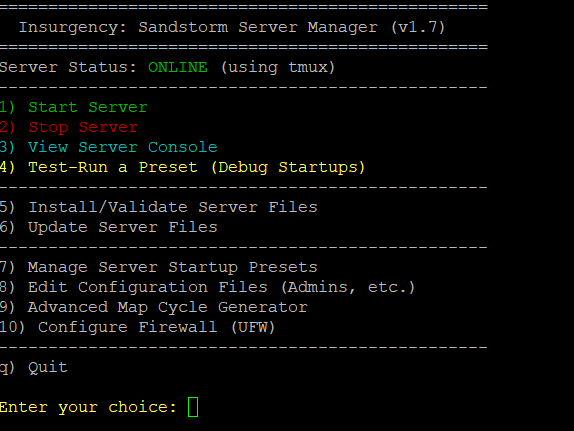 ================================================
Insurgency: Sandstorm Server Manager (v1.7)
================================================
Server Status: ONLINE (using tmux)
------------------------------------------------
1) Start Server
2) Stop Server
3) View Server Console
4) Test-Run a Preset (Debug Startups)
------------------------------------------------
5) Install/Validate Server Files
6) Update Server Files
------------------------------------------------
7) Manage Server Startup Presets
8) Edit Configuration Files (Admins, etc.)
9) Advanced Map Cycle Generator
10) Configure Firewall (UFW)
------------------------------------------------
q) Quit
Enter your choice: